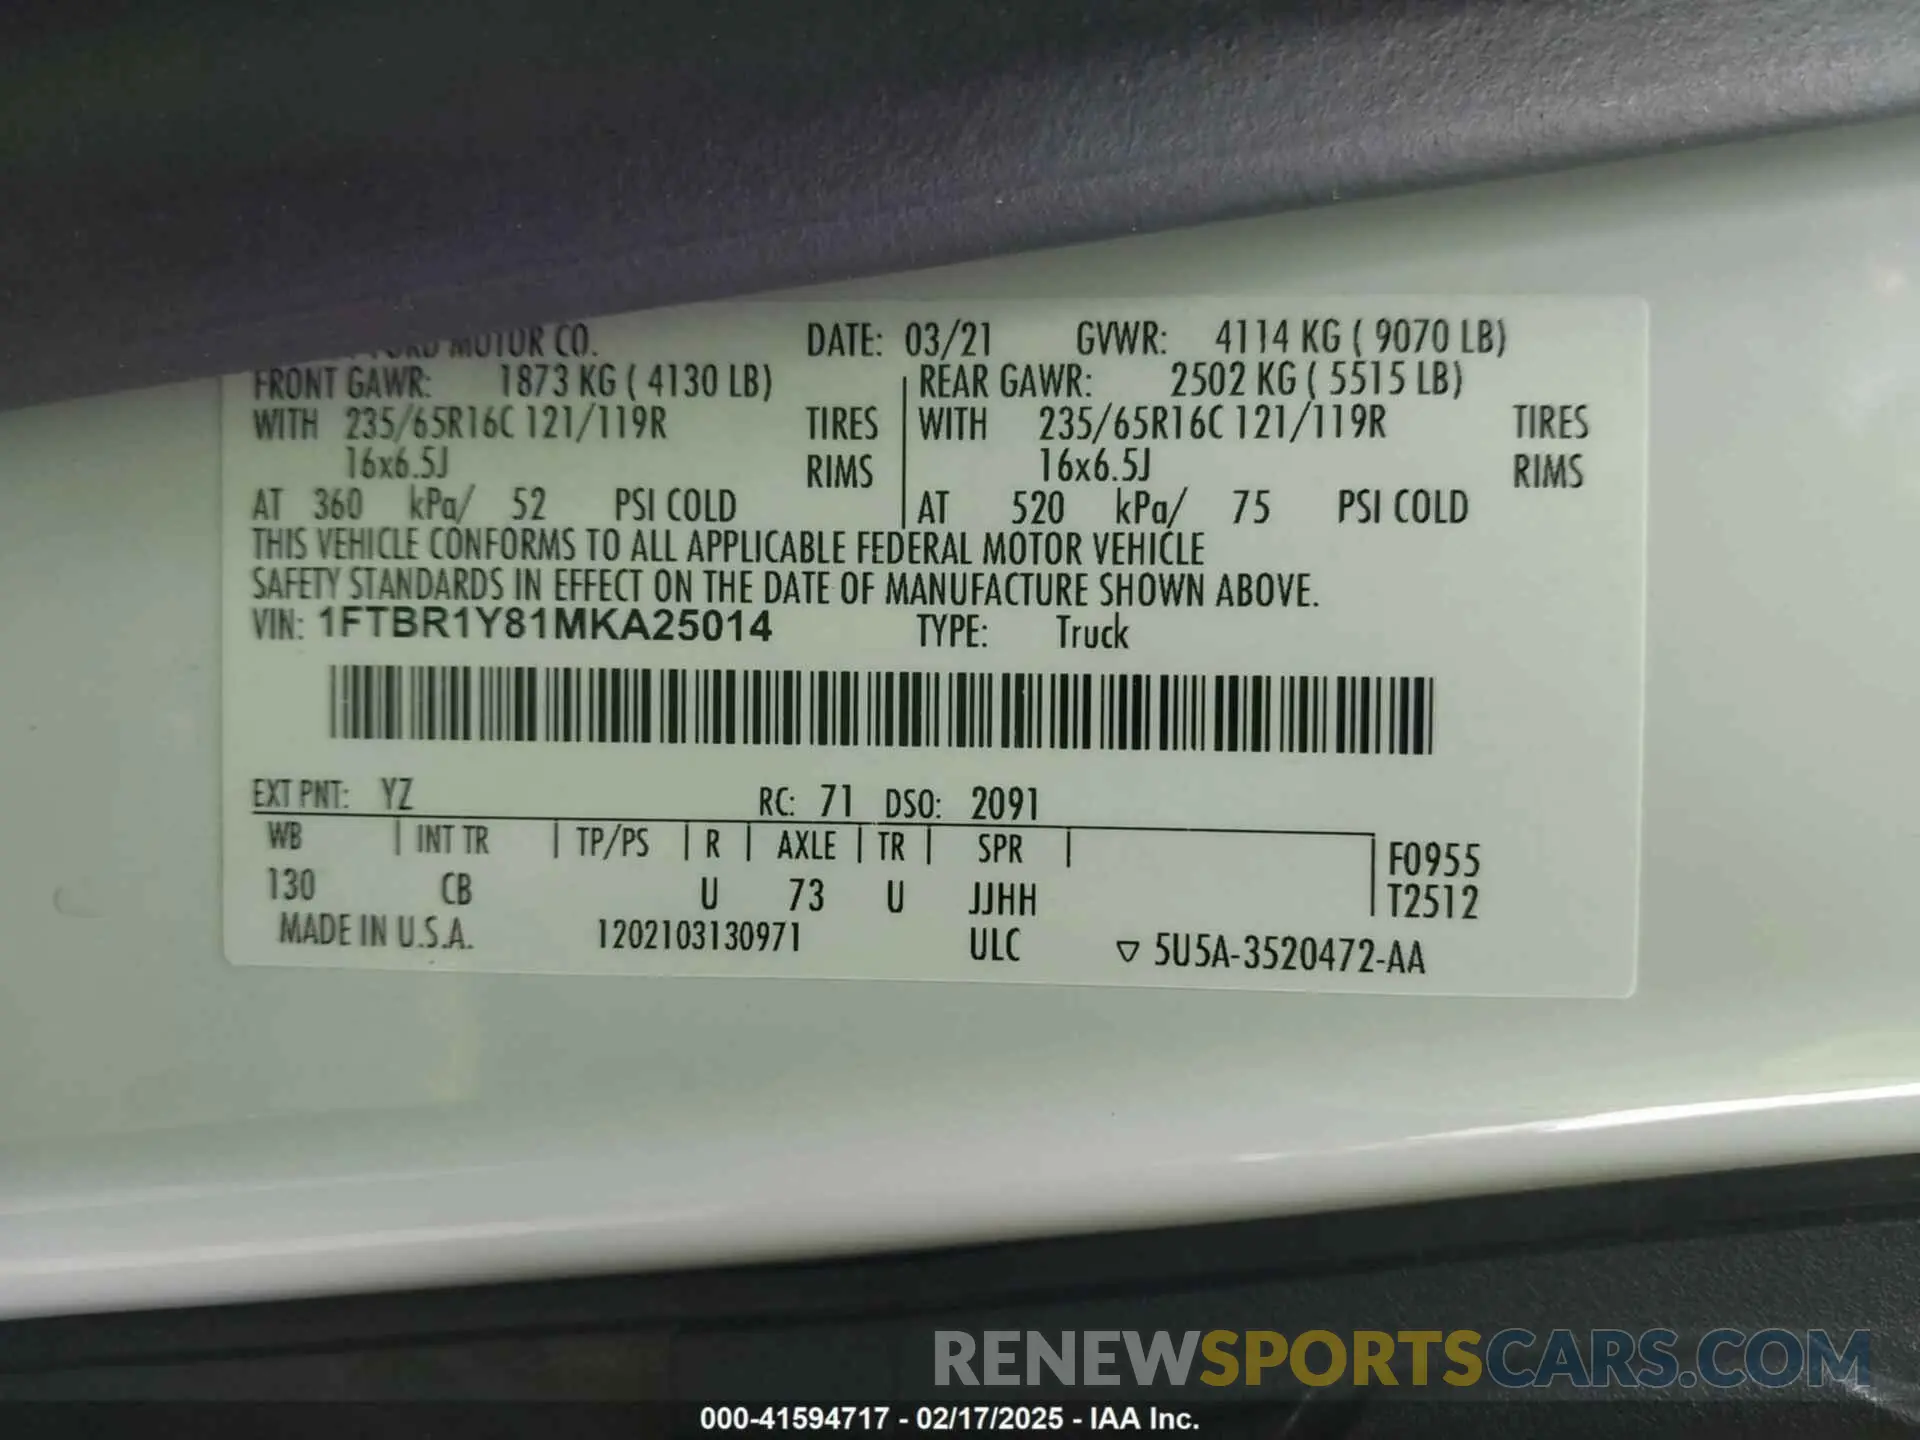 MOTOR CO. DATE: 03/21 GVWR: 4114 KG ( 9070 LB)
FRONT GAWR: 1873 KG ( 4130 LB) REAR GAWR: 2502 KG ( 5515 LB)
WITH 235/65R16C 121/119R TIRES WITH 235/65R16C 121/119R TIRES
16x6.5J RIMS 16x6.5J RIMS
AT 360 kPa/ 52 PSI COLD AT 520 kPa/ 75 PSI COLD
THIS VEHICLE CONFORMS TO ALL APPLICABLE FEDERAL MOTOR VEHICLE
SAFETY STANDARDS IN EFFECT ON THE DATE OF MANUFACTURE SHOWN ABOVE.
VIN: 1FTBR1Y81MKA25014 TYPE: Truck
EXT PNT: YZ RC: 71 DSO: 2091
WB | INT TR | TP/PS | R | AXLE | TR | SPR | F0955
130 CB U 73 U JJHH T2512
MADE IN U.S.A. 1202103130971 ULC ▽ 5U5A-3520472-AA
RENEWSPORTSCARS.COM
000-41594717 - 02/17/2025 - IAA Inc.